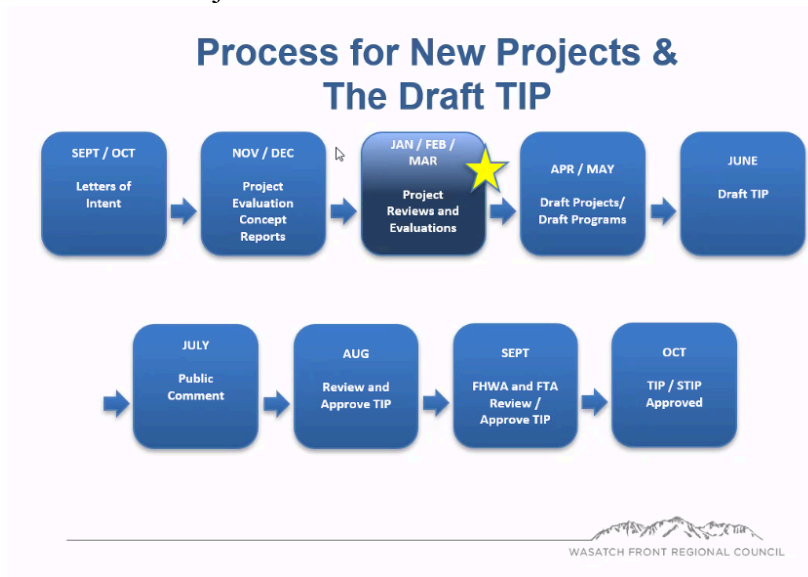 Process for New Projects &
The Draft TIP
SEPT / OCT
Letters of
Intent
NOV / DEC
Project
Evaluation
Concept
Reports
JAN / FEB /
MAR
Project
Reviews and
Evaluations
APR / MAY
Draft Projects/
Draft Programs
JUNE
Draft TIP
JULY
Public
Comment
AUG
Review and
Approve TIP
SEPT
FHWA and FTA
Review /
Approve TIP
OCT
TIP / STIP
Approved
WASATCH FRONT REGIONAL COUNCIL